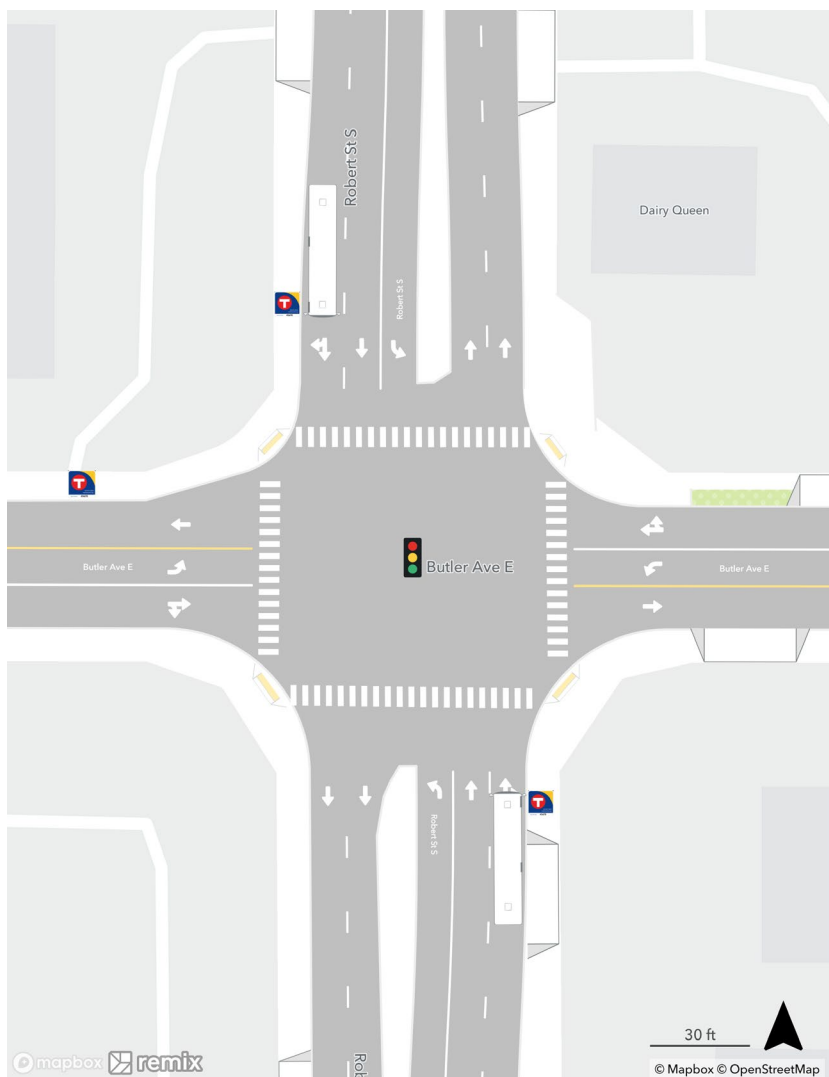 Robert St S
Dairy Queen
Robert St S
T
T
Butler Ave E
Butler Ave E
Butler Ave E
T
Robert St S
Rob
30 ft
mapbox remix
© Mapbox © OpenStreetMap